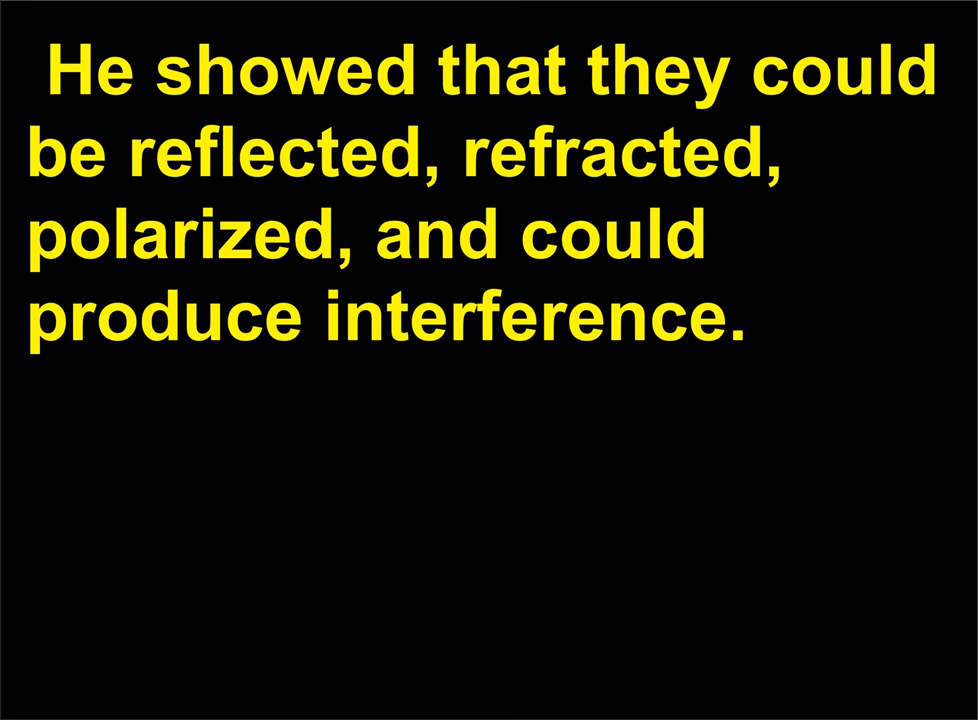 He showed that they could
be reflected, refracted,
polarized, and could
produce interference.